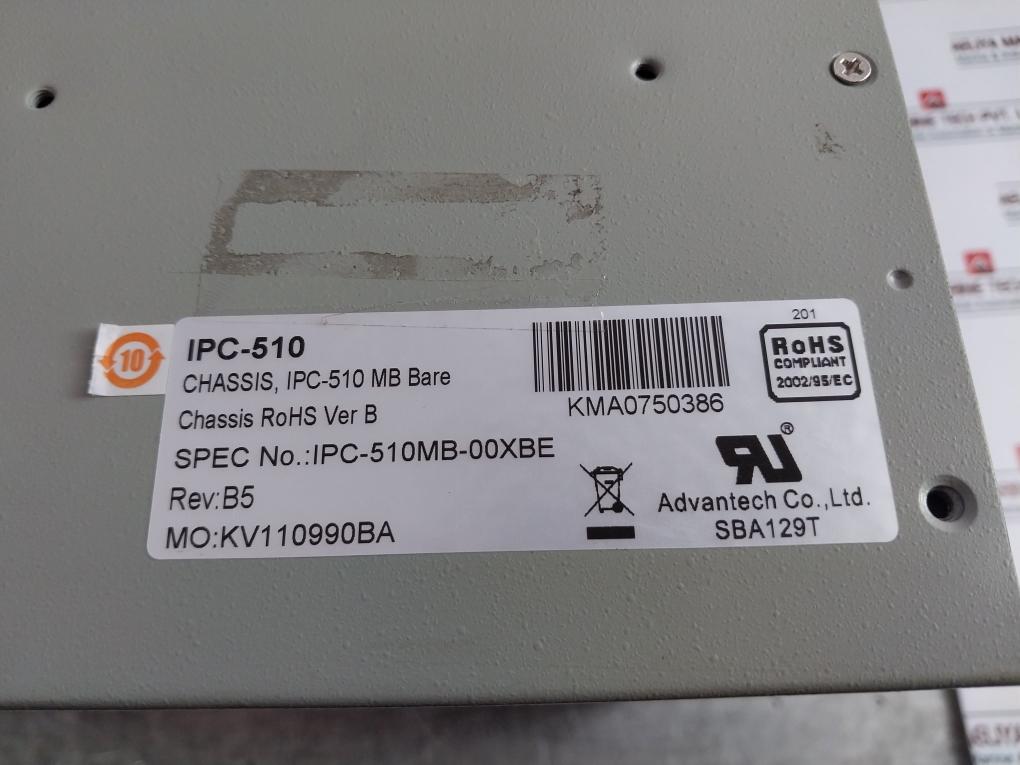 10
IPC-510
CHASSIS, IPC-510 MB Bare
Chassis RoHS Ver B
SPEC No.:IPC-510MB-00XBE
Rev:B5
MO:KV110990BA
KMA0750386
201
RoHS
COMPLIANT
2002/95/EC
RU®
Advantech Co.,Ltd.
SBA129T